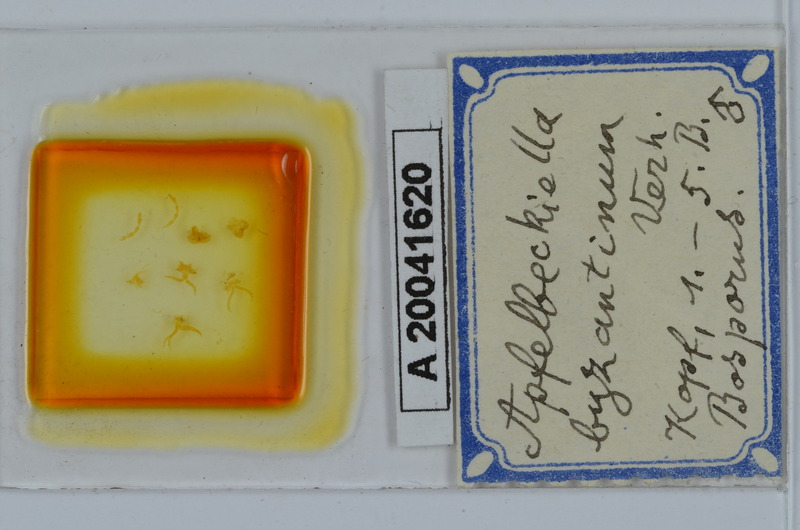 A 20041620
Apfelbeckiella
byzantinum
Verh.
Kopf, 1. – 5. B.
Bosporus. ♂